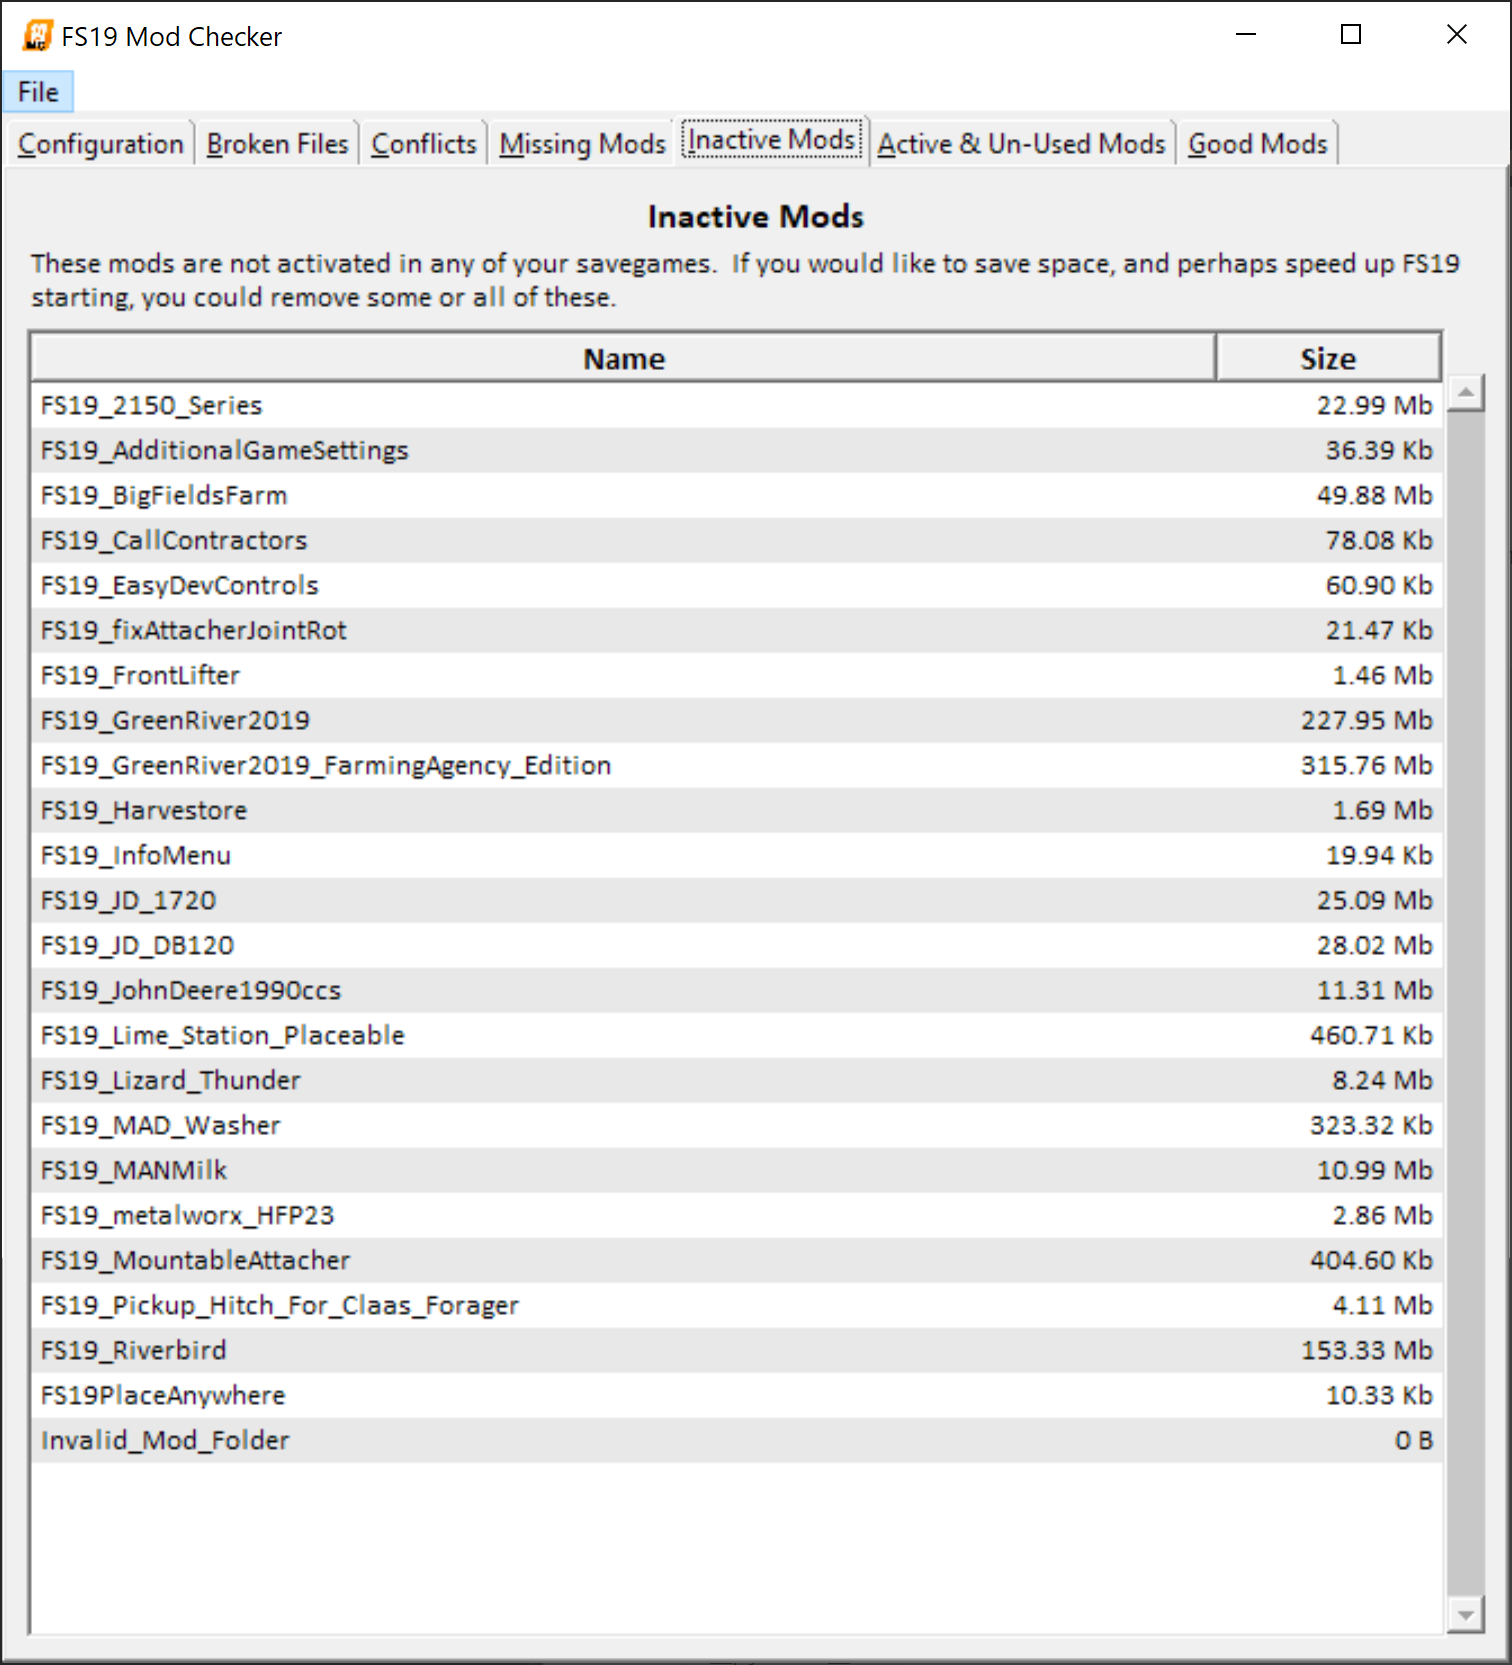 FS19 Mod Checker
File
Configuration Broken Files Conflicts Missing Mods Inactive Mods Active & Un-Used Mods Good Mods
Inactive Mods
These mods are not activated in any of your savegames.  If you would like to save space, and perhaps speed up FS19
starting, you could remove some or all of these.
Name Size
FS19_2150_Series 22.99 Mb
FS19_AdditionalGameSettings 36.39 Kb
FS19_BigFieldsFarm 49.88 Mb
FS19_CallContractors 78.08 Kb
FS19_EasyDevControls 60.90 Kb
FS19_fixAttacherJointRot 21.47 Kb
FS19_FrontLifter 1.46 Mb
FS19_GreenRiver2019 227.95 Mb
FS19_GreenRiver2019_FarmingAgency_Edition 315.76 Mb
FS19_Harvestore 1.69 Mb
FS19_InfoMenu 19.94 Kb
FS19_JD_1720 25.09 Mb
FS19_JD_DB120 28.02 Mb
FS19_JohnDeere1990ccs 11.31 Mb
FS19_Lime_Station_Placeable 460.71 Kb
FS19_Lizard_Thunder 8.24 Mb
FS19_MAD_Washer 323.32 Kb
FS19_MANMilk 10.99 Mb
FS19_metalworx_HFP23 2.86 Mb
FS19_MountableAttacher 404.60 Kb
FS19_Pickup_Hitch_For_Claas_Forager 4.11 Mb
FS19_Riverbird 153.33 Mb
FS19PlaceAnywhere 10.33 Kb
Invalid_Mod_Folder 0 B